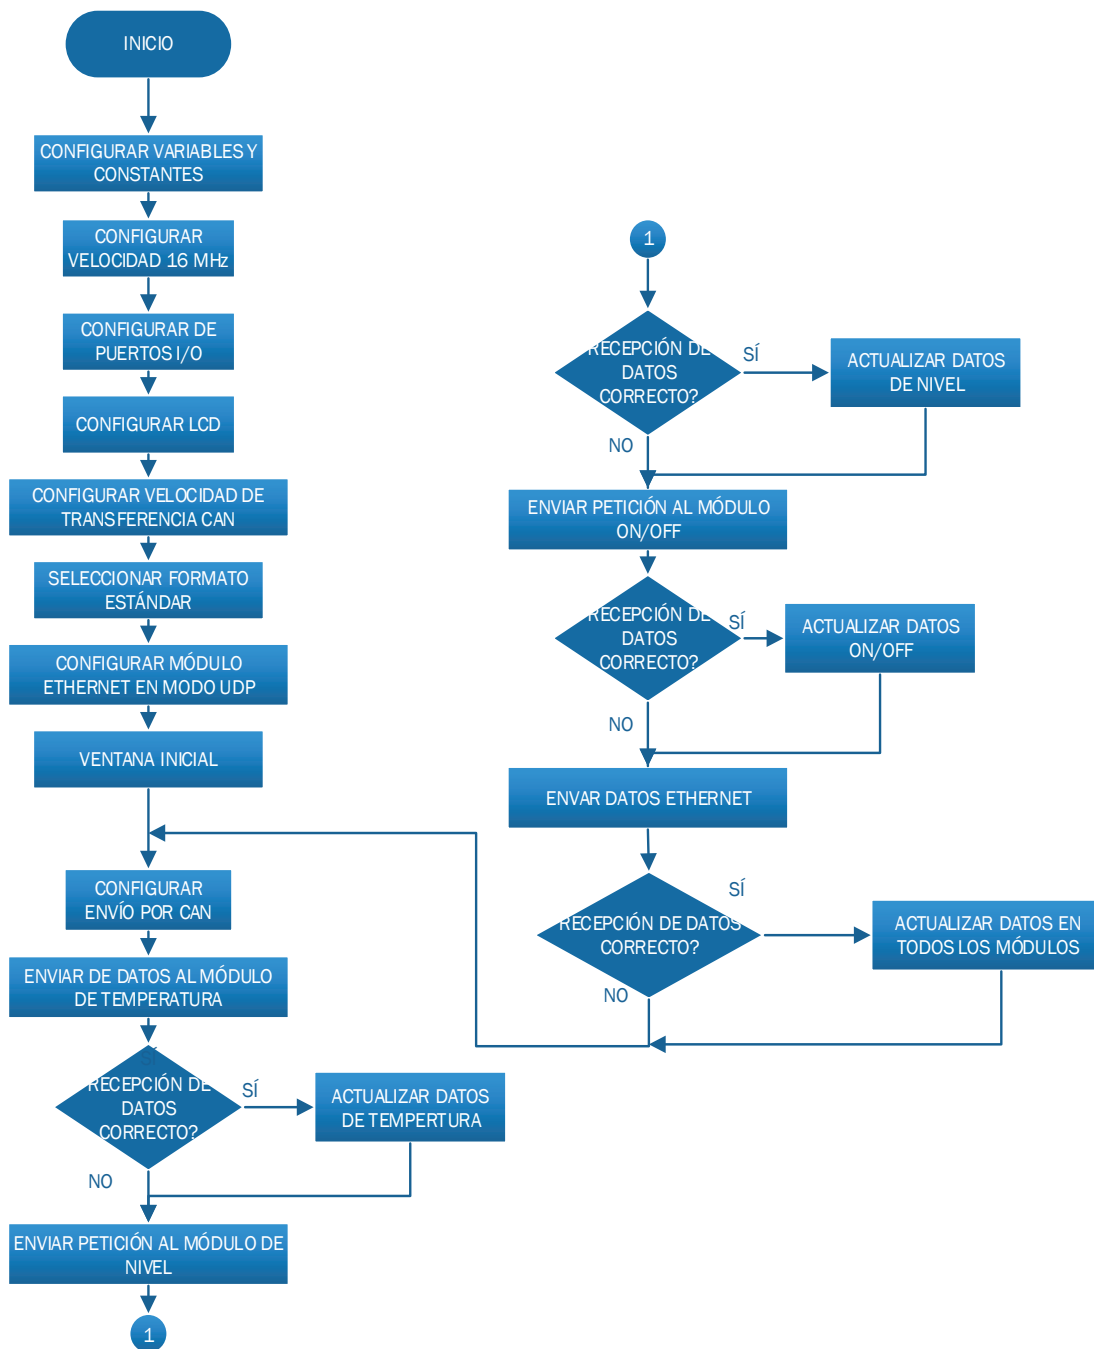 INICIO
CONFIGURAR VARIABLES Y
CONSTANTES
CONFIGURAR
VELOCIDAD 16 MHz
CONFIGURAR DE
PUERTOS I/O
CONFIGURAR LCD
CONFIGURAR VELOCIDAD DE
TRANSFERENCIA CAN
SELECCIONAR FORMATO
ESTÁNDAR
CONFIGURAR MÓDULO
ETHERNET EN MODO UDP
VENTANA INICIAL
CONFIGURAR
ENVÍO POR CAN
ENVIAR DE DATOS AL MÓDULO
DE TEMPERATURA
SÍ
RECEPCIÓN DE
DATOS
CORRECTO?
SÍ
ACTUALIZAR DATOS
DE TEMPERTURA
NO
ENVIAR PETICIÓN AL MÓDULO DE
NIVEL
1
1
RECEPCIÓN DE
DATOS
CORRECTO?
SÍ
ACTUALIZAR DATOS
DE NIVEL
NO
ENVIAR PETICIÓN AL MÓDULO
ON/OFF
RECEPCIÓN DE
DATOS
CORRECTO?
SÍ
ACTUALIZAR DATOS
ON/OFF
NO
ENVAR DATOS ETHERNET
SÍ
RECEPCIÓN DE DATOS
CORRECTO?
ACTUALIZAR DATOS EN
TODOS LOS MÓDULOS
NO